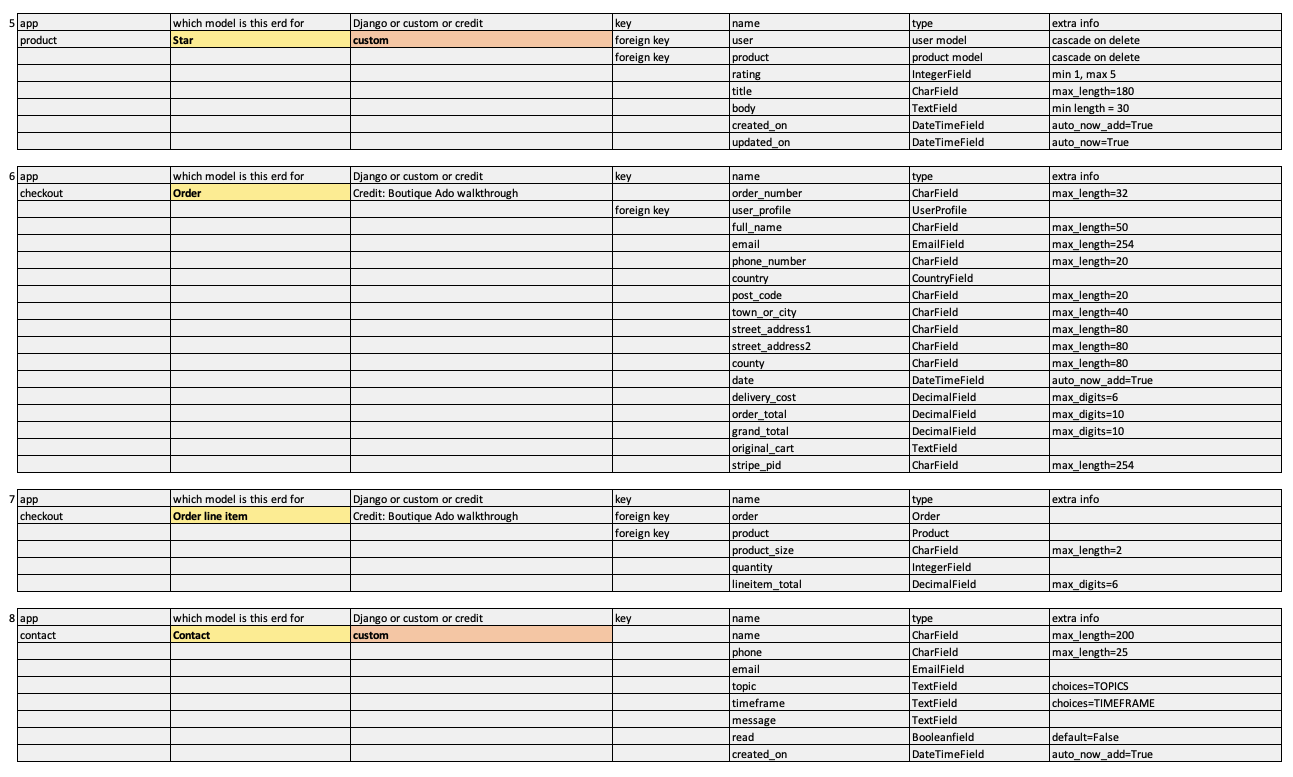 5 app which model is this erd for Django or custom or credit key name type extra info
product Star custom foreign key user user model cascade on delete
foreign key product product model cascade on delete
rating IntegerField min 1, max 5
title CharField max_length=180
body TextField min length = 30
created_on DateTimeField auto_now_add=True
updated_on DateTimeField auto_now=True
6 app which model is this erd for Django or custom or credit key name type extra info
checkout Order Credit: Boutique Ado walkthrough order_number CharField max_length=32
foreign key user_profile UserProfile
full_name CharField max_length=50
email EmailField max_length=254
phone_number CharField max_length=20
country CountryField
post_code CharField max_length=20
town_or_city CharField max_length=40
street_address1 CharField max_length=80
street_address2 CharField max_length=80
county CharField max_length=80
date DateTimeField auto_now_add=True
delivery_cost DecimalField max_digits=6
order_total DecimalField max_digits=10
grand_total DecimalField max_digits=10
original_cart TextField
stripe_pid CharField max_length=254
7 app which model is this erd for Django or custom or credit key name type extra info
checkout Order line item Credit: Boutique Ado walkthrough foreign key order Order
foreign key product Product
product_size CharField max_length=2
quantity IntegerField
lineitem_total DecimalField max_digits=6
8 app which model is this erd for Django or custom or credit key name type extra info
contact Contact custom name CharField max_length=200
phone CharField max_length=25
email EmailField
topic TextField choices=TOPICS
timeframe TextField choices=TIMEFRAME
message TextField
read Booleanfield default=False
created_on DateTimeField auto_now_add=True